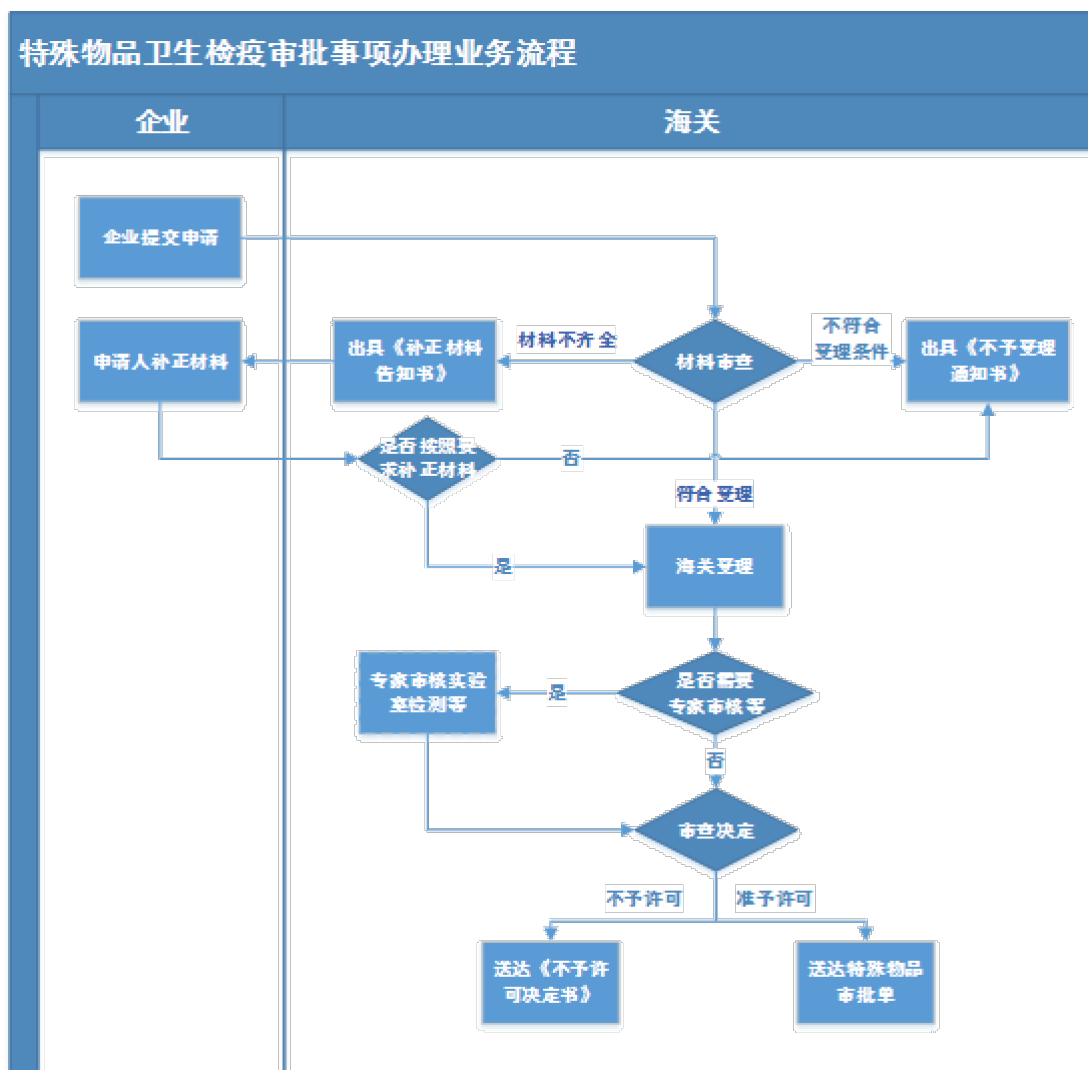 特殊物品卫生检疫审批事项办理业务流程
企业
海关
企业提交申请
申请人补正材料
出具《补正材料
告知书》
材料不齐全
材料审查
不符合
受理条件
出具《不予受理
通知书》
是否按照要
求补正材料
否
符合受理
是
海关受理
专家审核实验
室检测等
是
是否需要
专家审核等
否
审查决定
不予许可
准予许可
送达《不予许
可决定书》
送达特殊物品
审批单